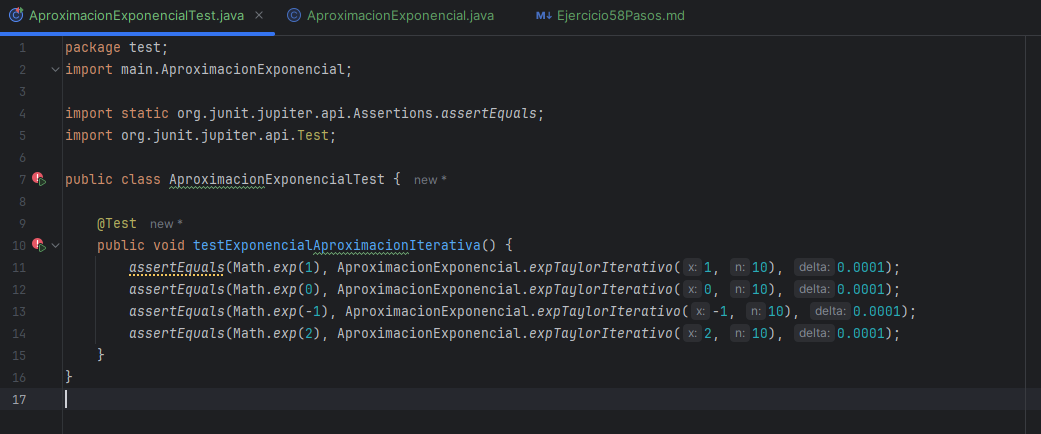 AproximacionExponencialTest.java × AproximacionExponencial.java M↓ Ejercicio58Pasos.md
1 package test;
2 import main.AproximacionExponencial;
3
4 import static org.junit.jupiter.api.Assertions.assertEquals;
5 import org.junit.jupiter.api.Test;
6
7 public class AproximacionExponencialTest { new *
8
9 @Test new *
10 public void testExponencialAproximacionIterativa() {
11 assertEquals(Math.exp(1), AproximacionExponencial.expTaylorIterativo( x: 1, n: 10), delta: 0.0001);
12 assertEquals(Math.exp(0), AproximacionExponencial.expTaylorIterativo( x: 0, n: 10), delta: 0.0001);
13 assertEquals(Math.exp(-1), AproximacionExponencial.expTaylorIterativo( x: -1, n: 10), delta: 0.0001);
14 assertEquals(Math.exp(2), AproximacionExponencial.expTaylorIterativo( x: 2, n: 10), delta: 0.0001);
15 }
16 }
17